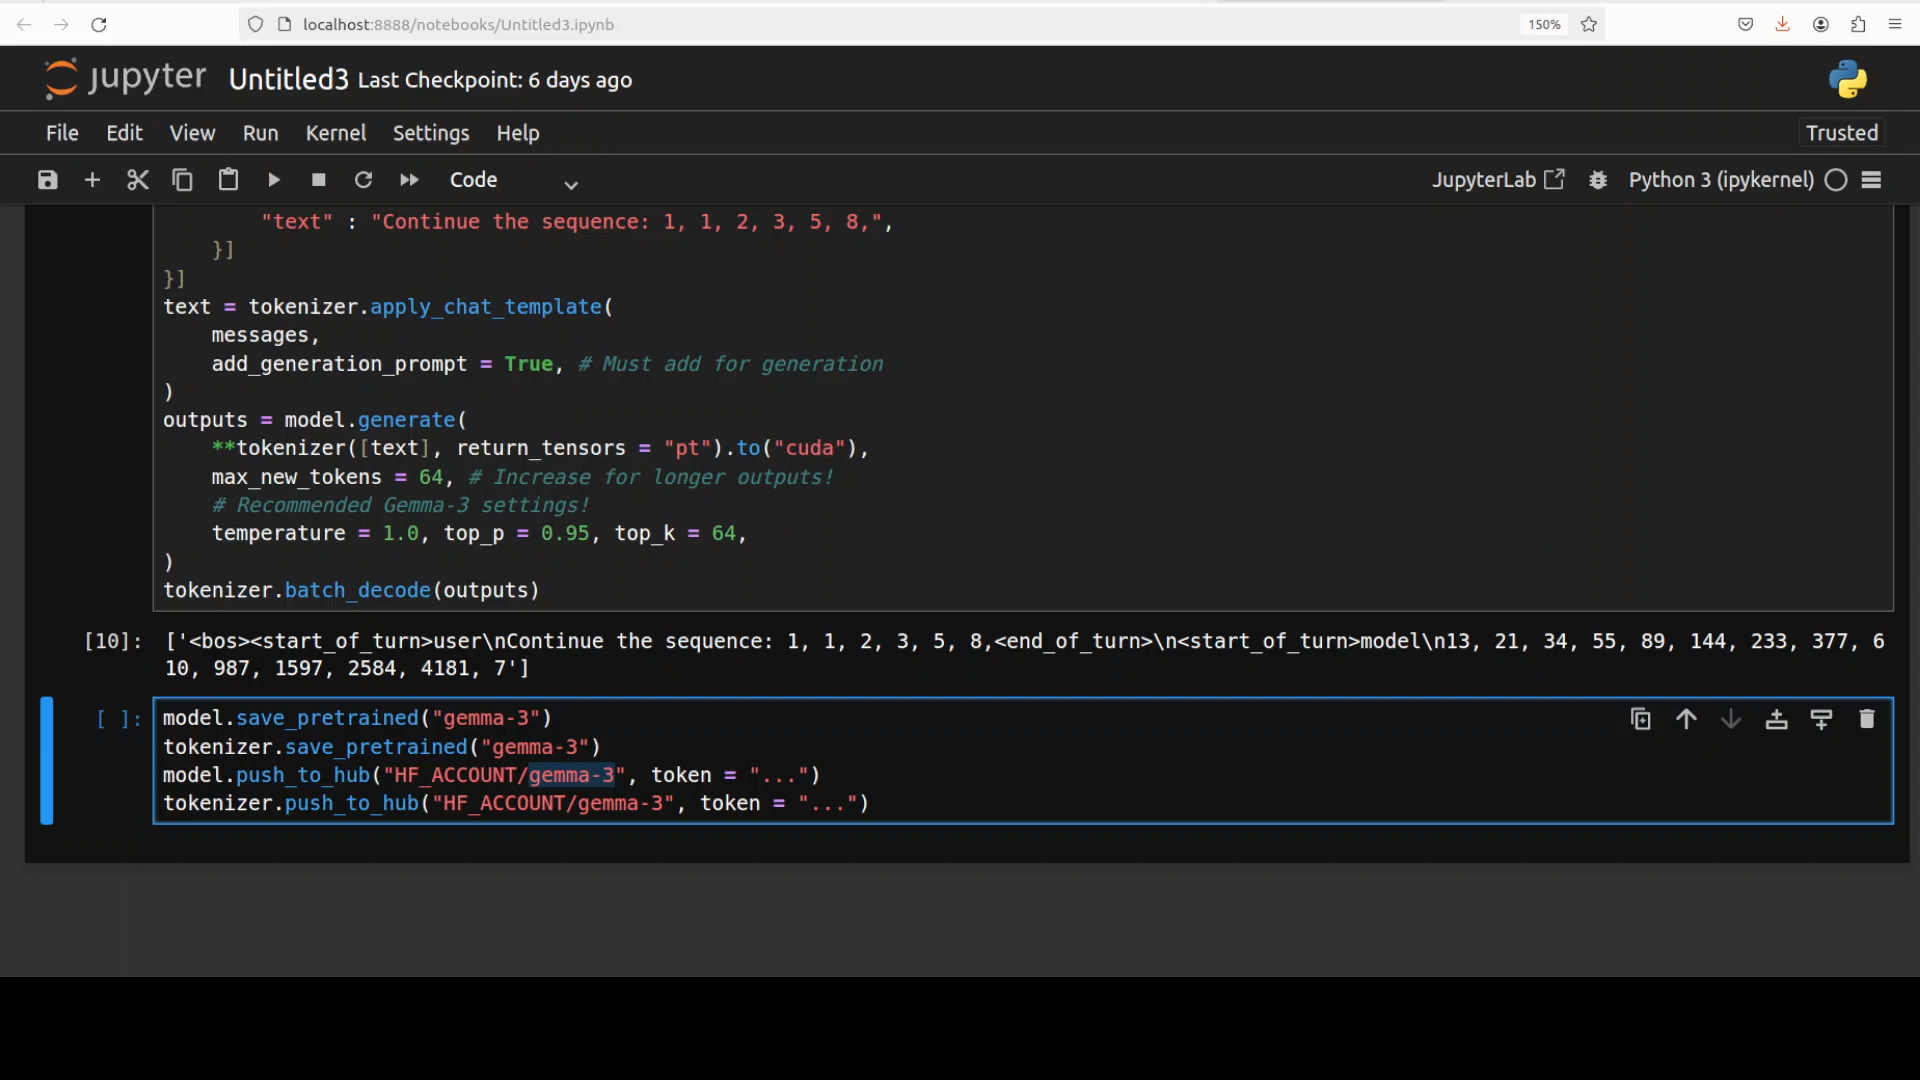 localhost:8888/notebooks/Untitled3.ipynb
150%
jupyter Untitled3 Last Checkpoint: 6 days ago
File Edit View Run Kernel Settings Help
Trusted
Code
JupyterLab
Python 3 (ipykernel)
"text" : "Continue the sequence: 1, 1, 2, 3, 5, 8,",
}]
}]
text = tokenizer.apply_chat_template(
messages,
add_generation_prompt = True, # Must add for generation
)
outputs = model.generate(
**tokenizer([text], return_tensors = "pt").to("cuda"),
max_new_tokens = 64, # Increase for longer outputs!
# Recommended Gemma-3 settings!
temperature = 1.0, top_p = 0.95, top_k = 64,
)
tokenizer.batch_decode(outputs)
[10]: ['<bos><start_of_turn>user\nContinue the sequence: 1, 1, 2, 3, 5, 8,<end_of_turn>\n<start_of_turn>model\n13, 21, 34, 55, 89, 144, 233, 377, 6
10, 987, 1597, 2584, 4181, 7']
[ ]: model.save_pretrained("gemma-3")
tokenizer.save_pretrained("gemma-3")
model.push_to_hub("HF_ACCOUNT/gemma-3", token = "...")
tokenizer.push_to_hub("HF_ACCOUNT/gemma-3", token = "...")